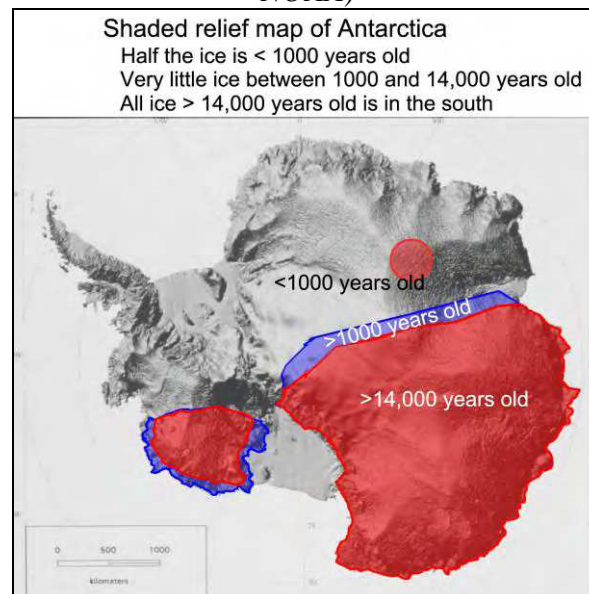 NOAA)
Shaded relief map of Antarctica
Half the ice is < 1000 years old
Very little ice between 1000 and 14,000 years old
All ice > 14,000 years old is in the south
<1000 years old
>1000 years old
>14,000 years old
0 500 1000
kilometers